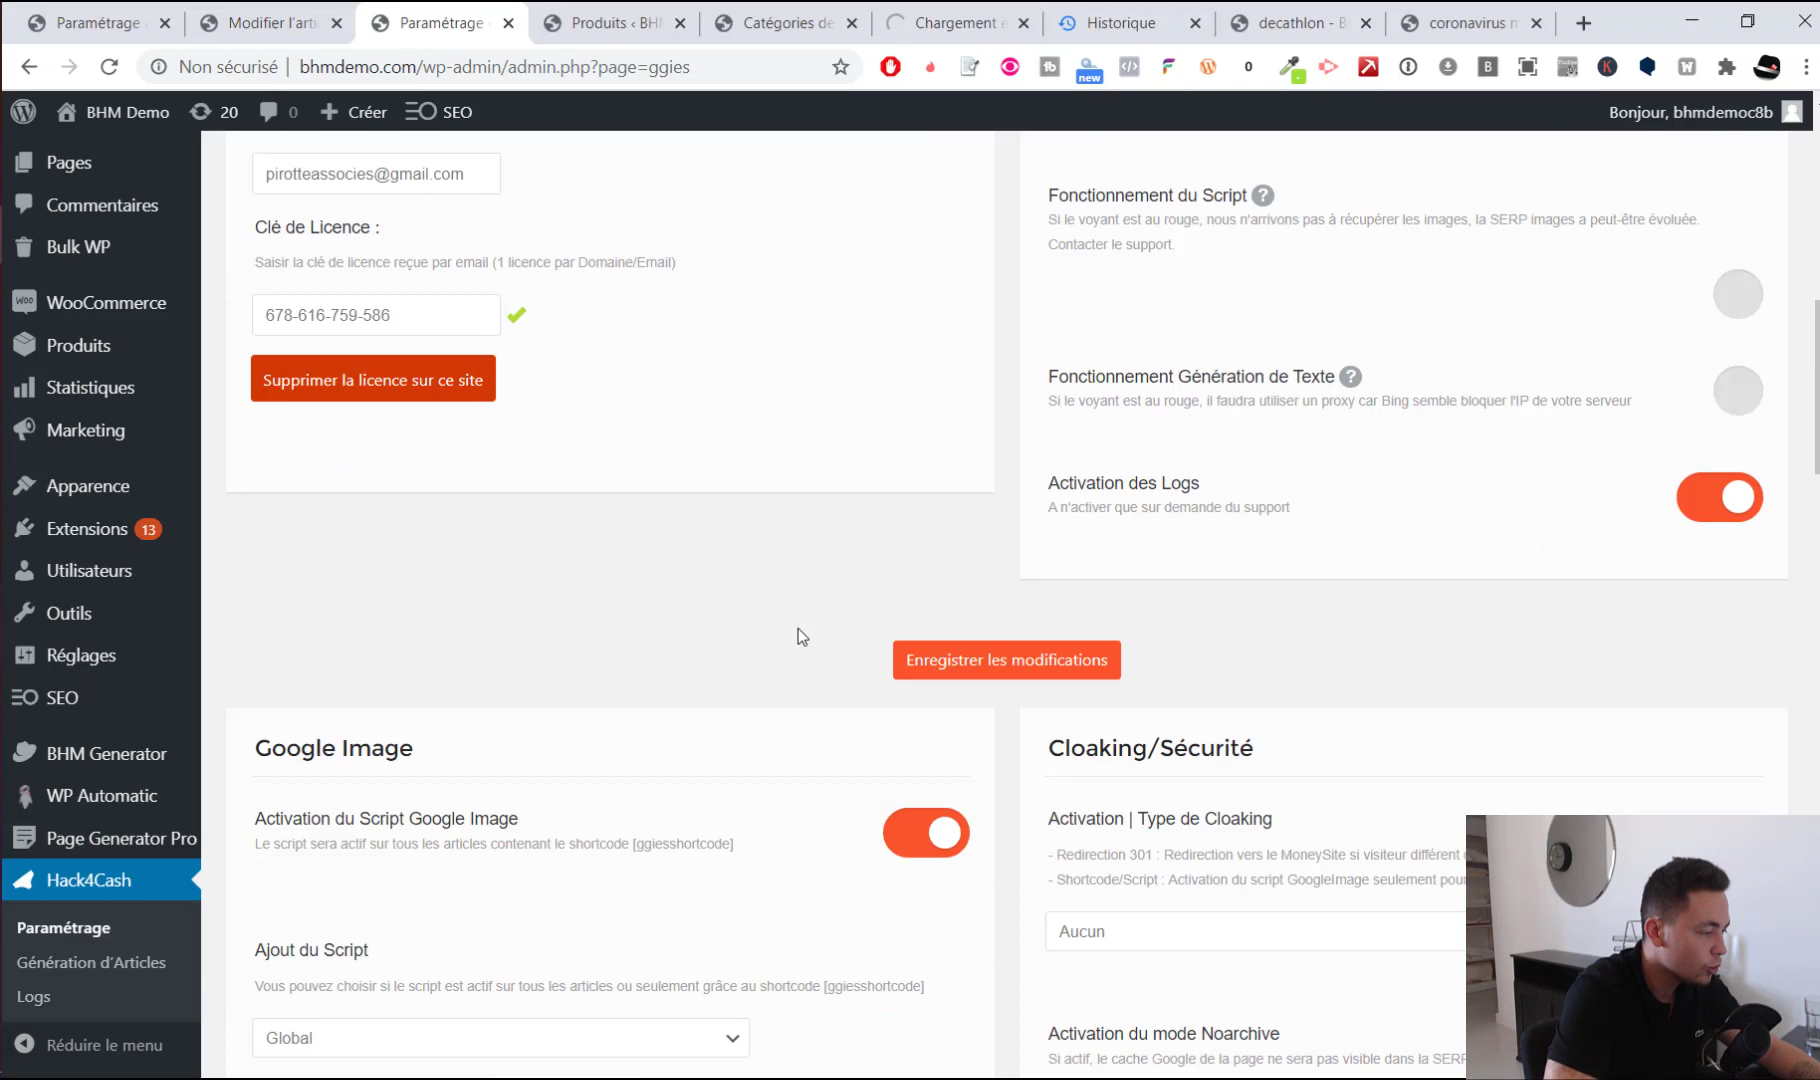 Paramétrage
Modifier l'arti
Paramétrage
Produits ‹ BH
Catégories de
Chargement e
Historique
decathlon - B
coronavirus m
Non sécurisé
bhmdemo.com/wp-admin/admin.php?page=ggies
new
0
BHM Demo
20
0
Créer
SEO
Bonjour, bhmdemoc8b
Pages
Commentaires
Bulk WP
WooCommerce
Produits
Statistiques
Marketing
Apparence
Extensions 13
Utilisateurs
Outils
Réglages
SEO
BHM Generator
WP Automatic
Page Generator Pro
Hack4Cash
Paramétrage
Génération d'Articles
Logs
Réduire le menu
pirotteassocies@gmail.com
Clé de Licence :
Saisir la clé de licence reçue par email (1 licence par Domaine/Email)
678-616-759-586
Supprimer la licence sur ce site
Fonctionnement du Script ?
Si le voyant est au rouge, nous n'arrivons pas à récupérer les images, la SERP images a peut-être évoluée.
Contacter le support.
Fonctionnement Génération de Texte ?
Si le voyant est au rouge, il faudra utiliser un proxy car Bing semble bloquer l'IP de votre serveur
Activation des Logs
A n'activer que sur demande du support
Enregistrer les modifications
Google Image
Activation du Script Google Image
Le script sera actif sur tous les articles contenant le shortcode [ggiesshortcode]
Ajout du Script
Vous pouvez choisir si le script est actif sur tous les articles ou seulement grâce au shortcode [ggiesshortcode]
Global
Cloaking/Sécurité
Activation | Type de Cloaking
- Redirection 301 : Redirection vers le MoneySite si visiteur différent
- Shortcode/Script : Activation du script GoogleImage seulement pour
Aucun
Activation du mode Noarchive
Si actif, le cache Google de la page ne sera pas visible dans la SERP